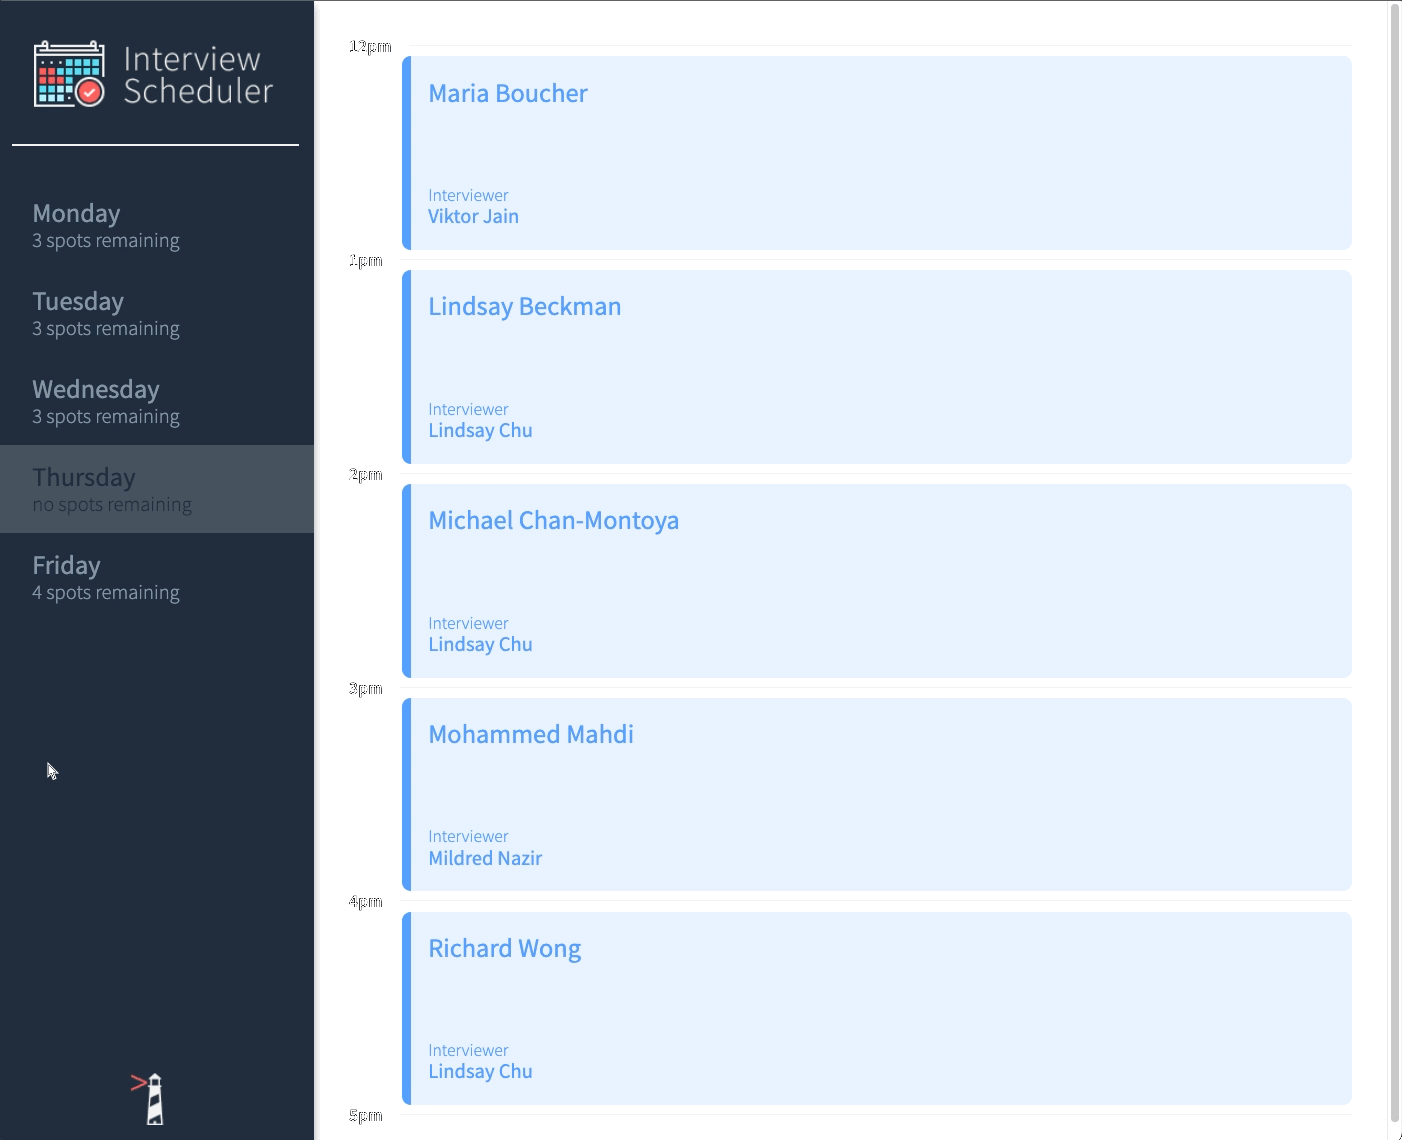 Interview
Scheduler
Monday
3 spots remaining
Tuesday
3 spots remaining
Wednesday
3 spots remaining
Thursday
no spots remaining
Friday
4 spots remaining
12pm
Maria Boucher
Interviewer
Viktor Jain
1pm
Lindsay Beckman
Interviewer
Lindsay Chu
2pm
Michael Chan-Montoya
Interviewer
Lindsay Chu
3pm
Mohammed Mahdi
Interviewer
Mildred Nazir
4pm
Richard Wong
Interviewer
Lindsay Chu
5pm